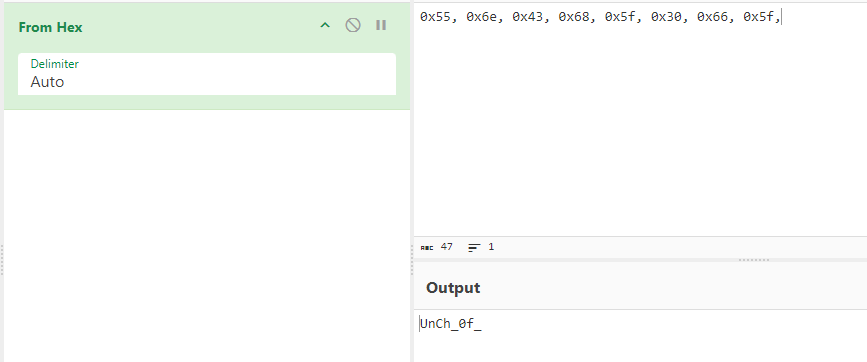 From Hex
Delimiter
Auto
0x55, 0x6e, 0x43, 0x68, 0x5f, 0x30, 0x66, 0x5f,
ABC 47 1
Output
UnCh_0f_